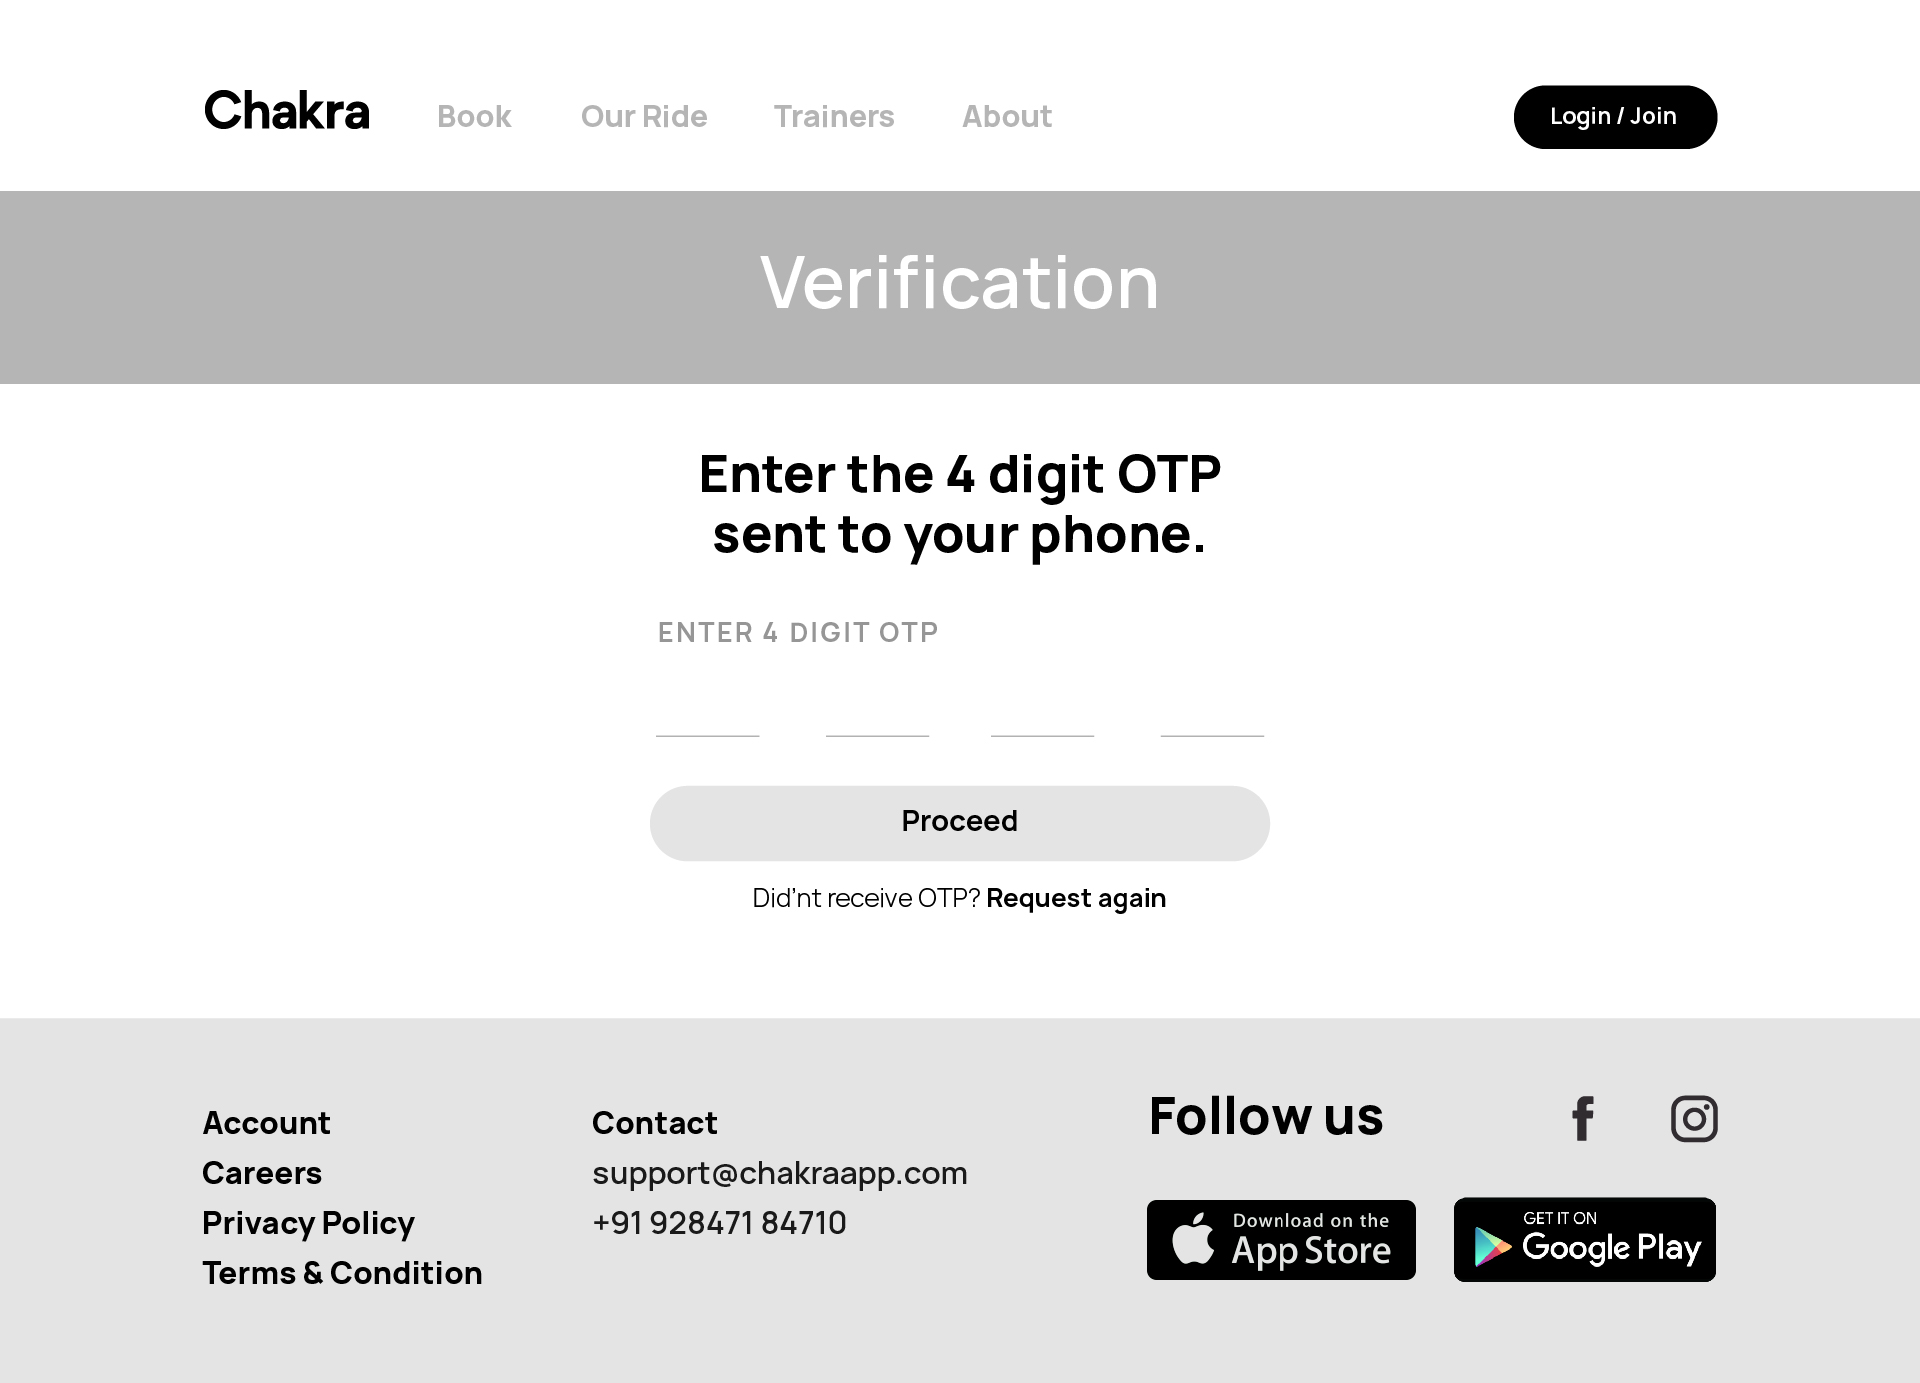 Chakra Book Our Ride Trainers About Login / Join
Verification
Enter the 4 digit OTP
sent to your phone.
ENTER 4 DIGIT OTP
Proceed
Did'nt receive OTP? Request again
Account
Careers
Privacy Policy
Terms & Condition
Contact
support@chakraapp.com
+91 928471 84710
Follow us
Download on the
App Store
GET IT ON
Google Play